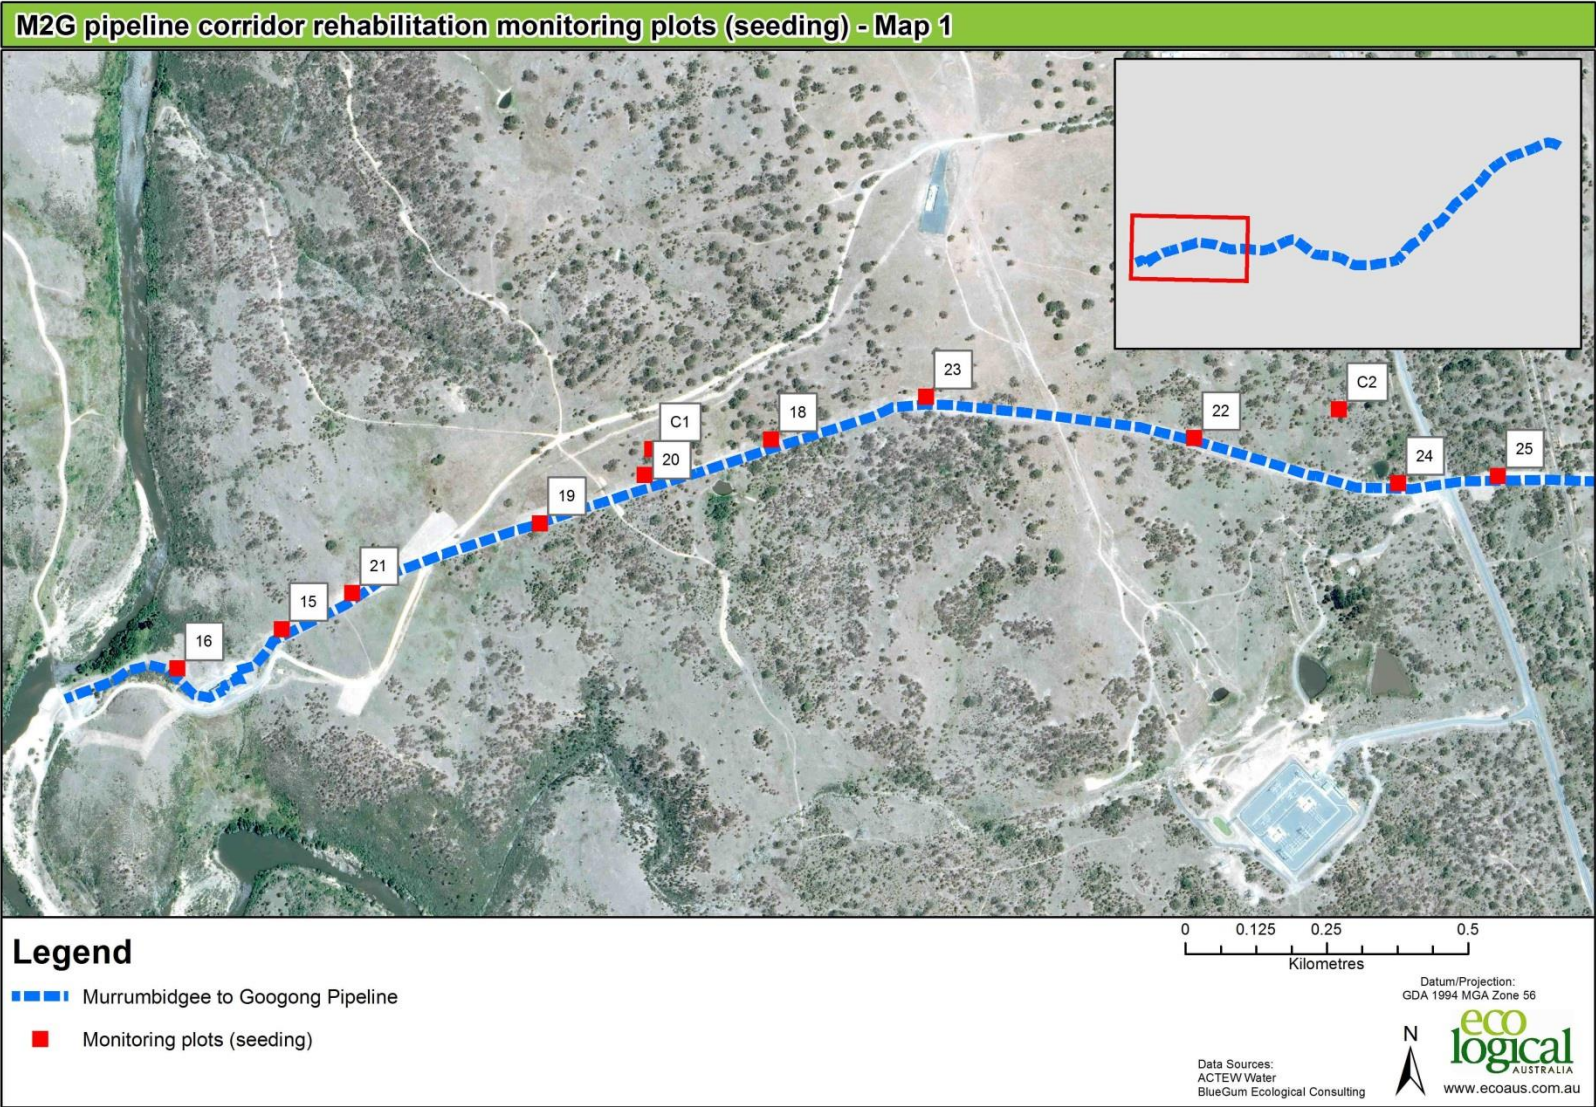 M2G pipeline corridor rehabilitation monitoring plots (seeding) - Map 1
23
C2
18
C1
22
20
25
24
19
21
15
16
Legend
Murrumbidgee to Googong Pipeline
Monitoring plots (seeding)
0 0.125 0.25 0.5
Kilometres
Datum/Projection:
GDA 1994 MGA Zone 56
N
eco
logical
AUSTRALIA
www.ecoaus.com.au
Data Sources:
ACTEW Water
BlueGum Ecological Consulting